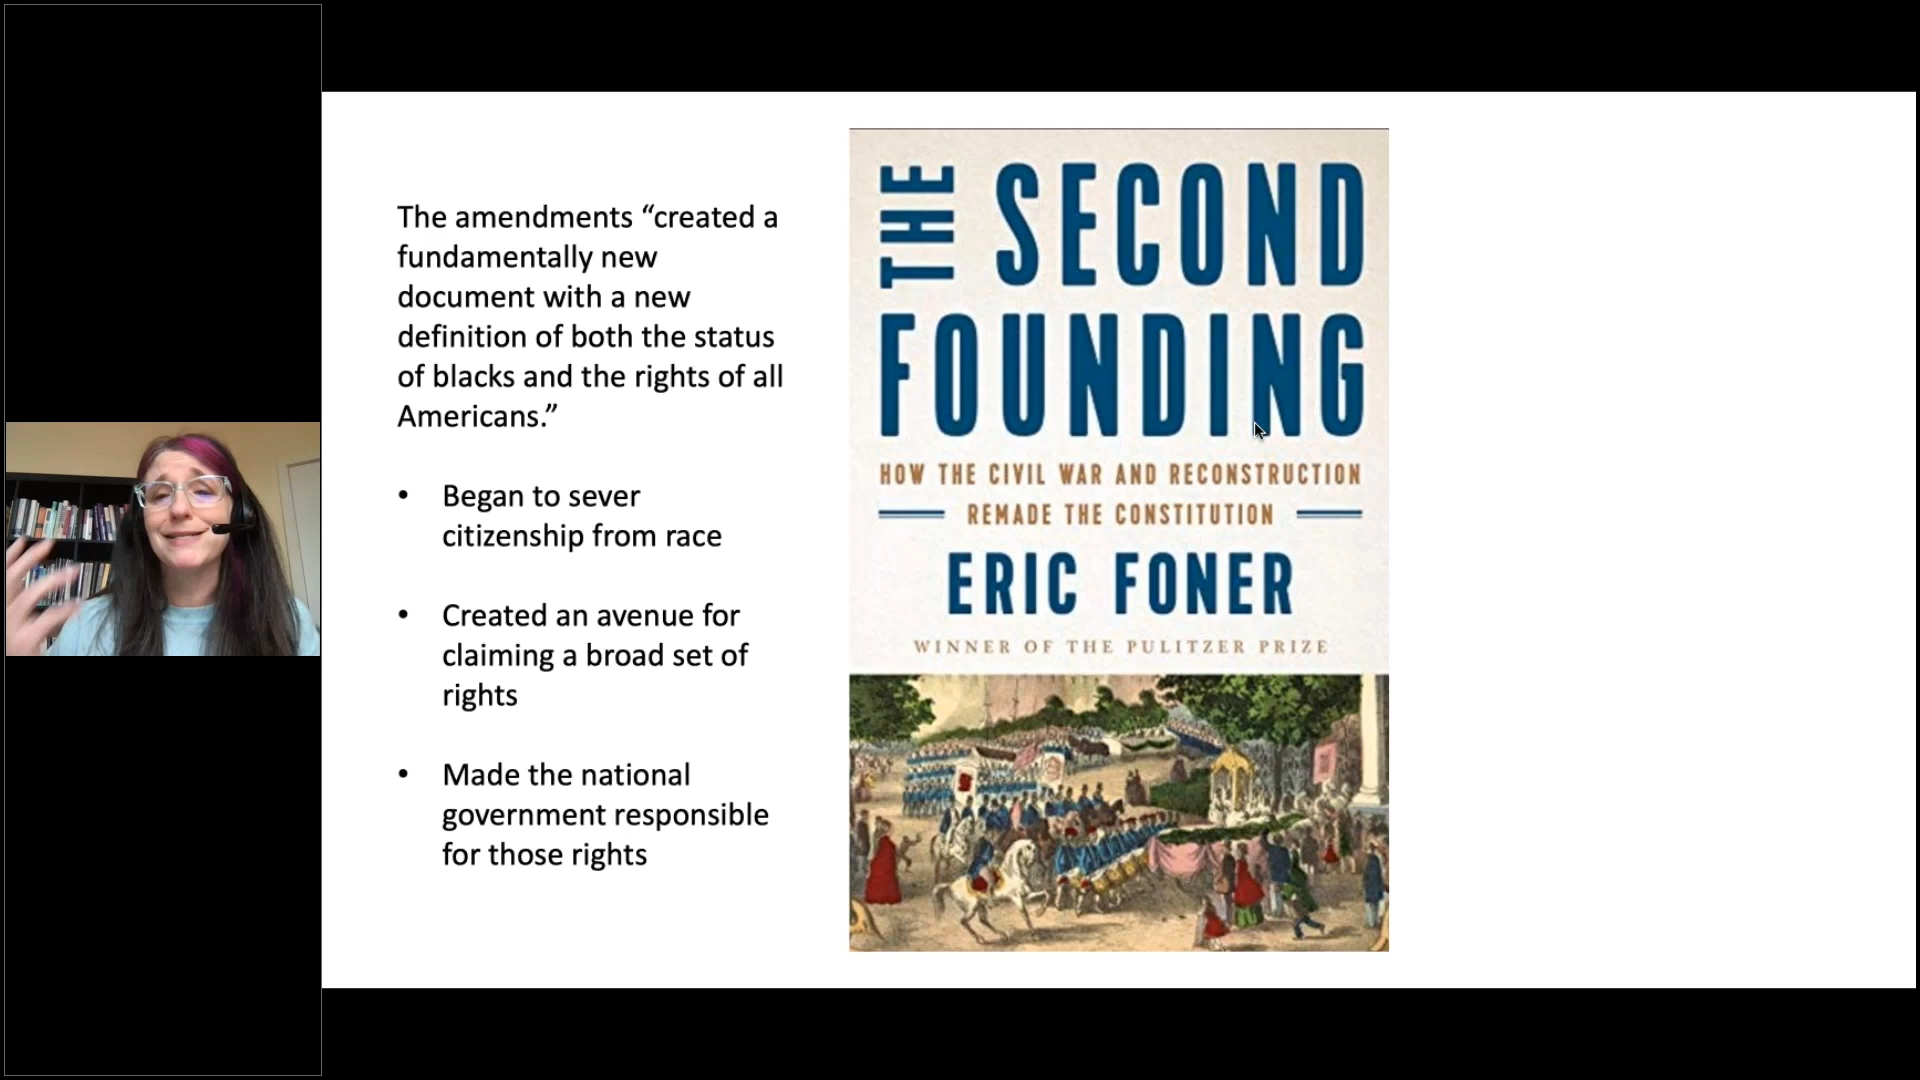 The amendments “created a
fundamentally new
document with a new
definition of both the status
of blacks and the rights of all
Americans.”
• Began to sever
citizenship from race
• Created an avenue for
claiming a broad set of
rights
• Made the national
government responsible
for those rights
THE SECOND
FOUNDING
HOW THE CIVIL WAR AND RECONSTRUCTION
REMADE THE CONSTITUTION
ERIC FONER
WINNER OF THE PULITZER PRIZE